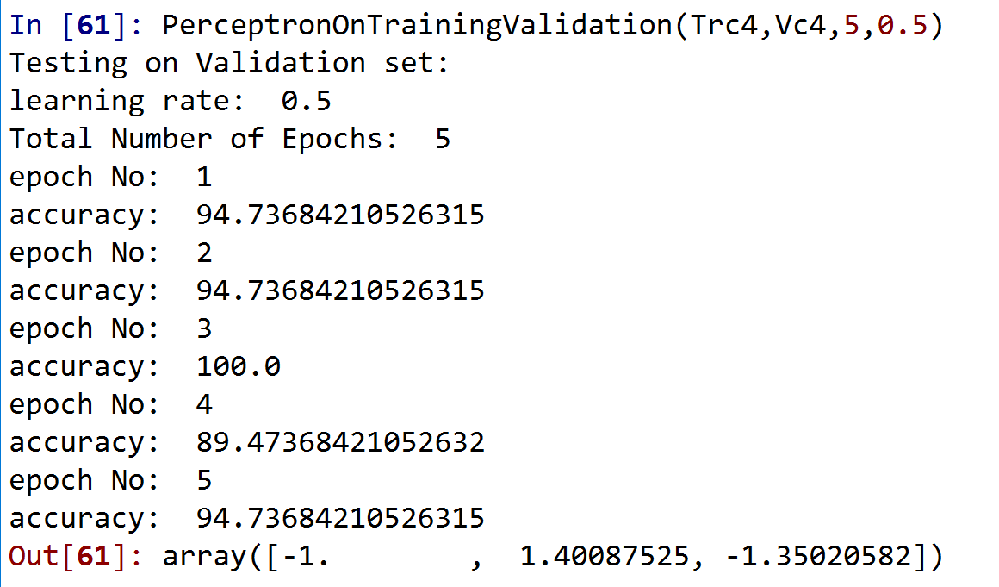 In [61]: PerceptronOnTrainingValidation(Trc4,Vc4,5,0.5)
Testing on Validation set:
learning rate:  0.5
Total Number of Epochs:  5
epoch No:  1
accuracy:  94.73684210526315
epoch No:  2
accuracy:  94.73684210526315
epoch No:  3
accuracy:  100.0
epoch No:  4
accuracy:  89.47368421052632
epoch No:  5
accuracy:  94.73684210526315
Out[61]: array([-1.        ,  1.40087525, -1.35020582])